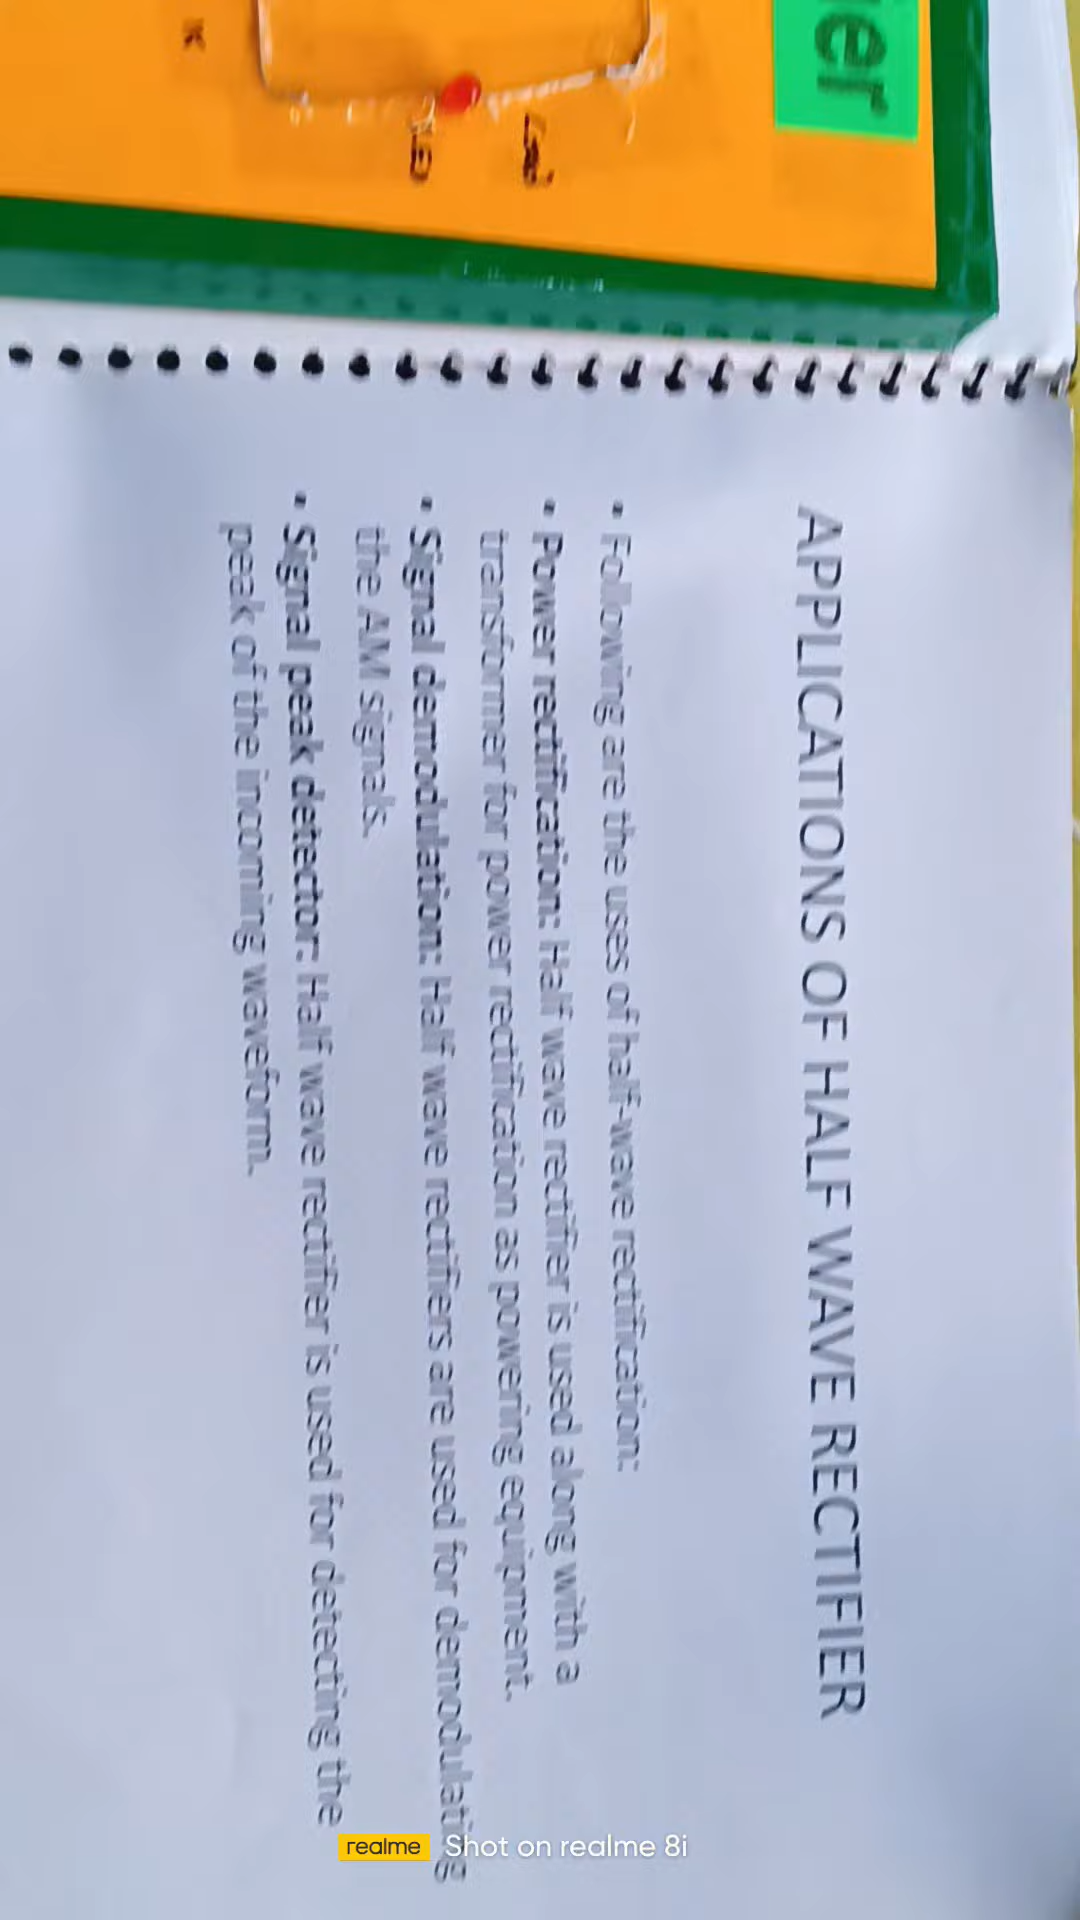 APPLICATIONS OF HALF WAVE RECTIFIER
• Following are the uses of half-wave rectification:
• Power rectification: Half wave rectifier is used along with a
transformer for power rectification as powering equipment.
• Signal demodulation: Half wave rectifiers are used for demodulating
the AM signals.
• Signal peak detector: Half wave rectifier is used for detecting the
peak of the incoming waveform.
er
K
realme Shot on realme 8i